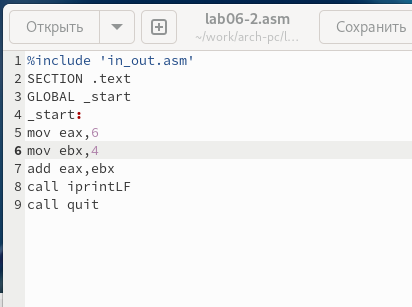 Открыть
lab06-2.asm
~/work/arch-pc/l...
Сохранить
1 %include 'in_out.asm'
2 SECTION .text
3 GLOBAL _start
4 _start:
5 mov eax,6
6 mov ebx,4
7 add eax,ebx
8 call iprintLF
9 call quit